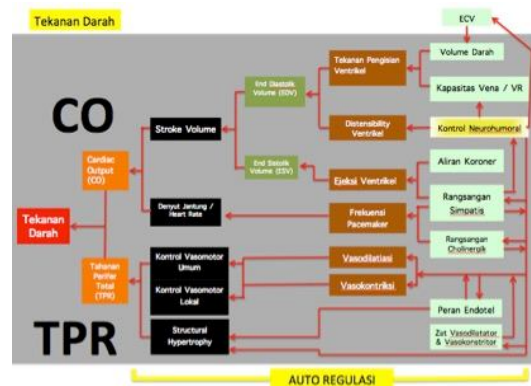 Tekanan Darah
ECV
Volume Darah
Tekanan Pengisian
Ventrikel
CO
End Diastolik
Volume (EDV)
Kapasitas Vena / VR
Stroke Volume
Distensibility
Ventrikel
Kontrol Neurohumoral
Cardiac
Output
(CO)
End Sistolik
Volume (ESV)
Aliran Koroner
Ejeksi Ventrikel
Denyut Jantung /
Heart Rate
Frekuensi
Pacemaker
Rangsangan
Simpatis
Tekanan
Darah
Rangsangan
Cholinergik
Tahanan
Perifer
Total
(TPR)
Kontrol Vasomotor
Umum
Vasodilatiasi
Kontrol Vasomotor
Lokal
Vasokontriksi
TPR
Structural
Hypertrophy
Peran Endotel
Zat Vasodilatator
& Vasokonstritor
AUTO REGULASI